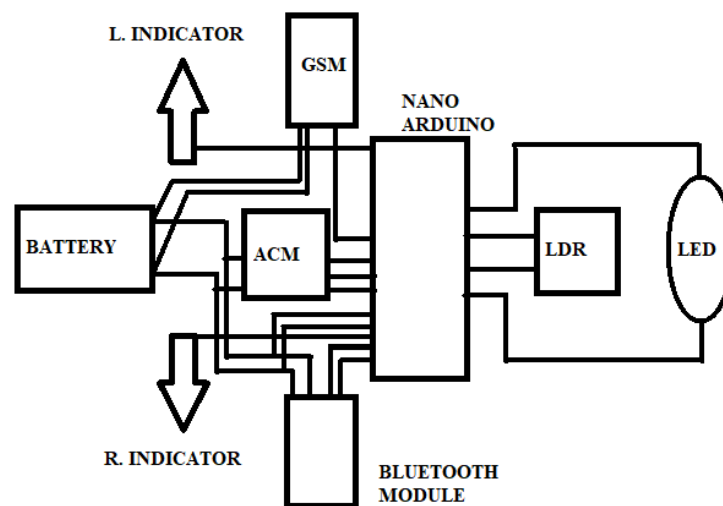 L. INDICATOR
GSM
NANO
ARDUINO
BATTERY
ACM
LDR
LED
R. INDICATOR
BLUETOOTH
MODULE